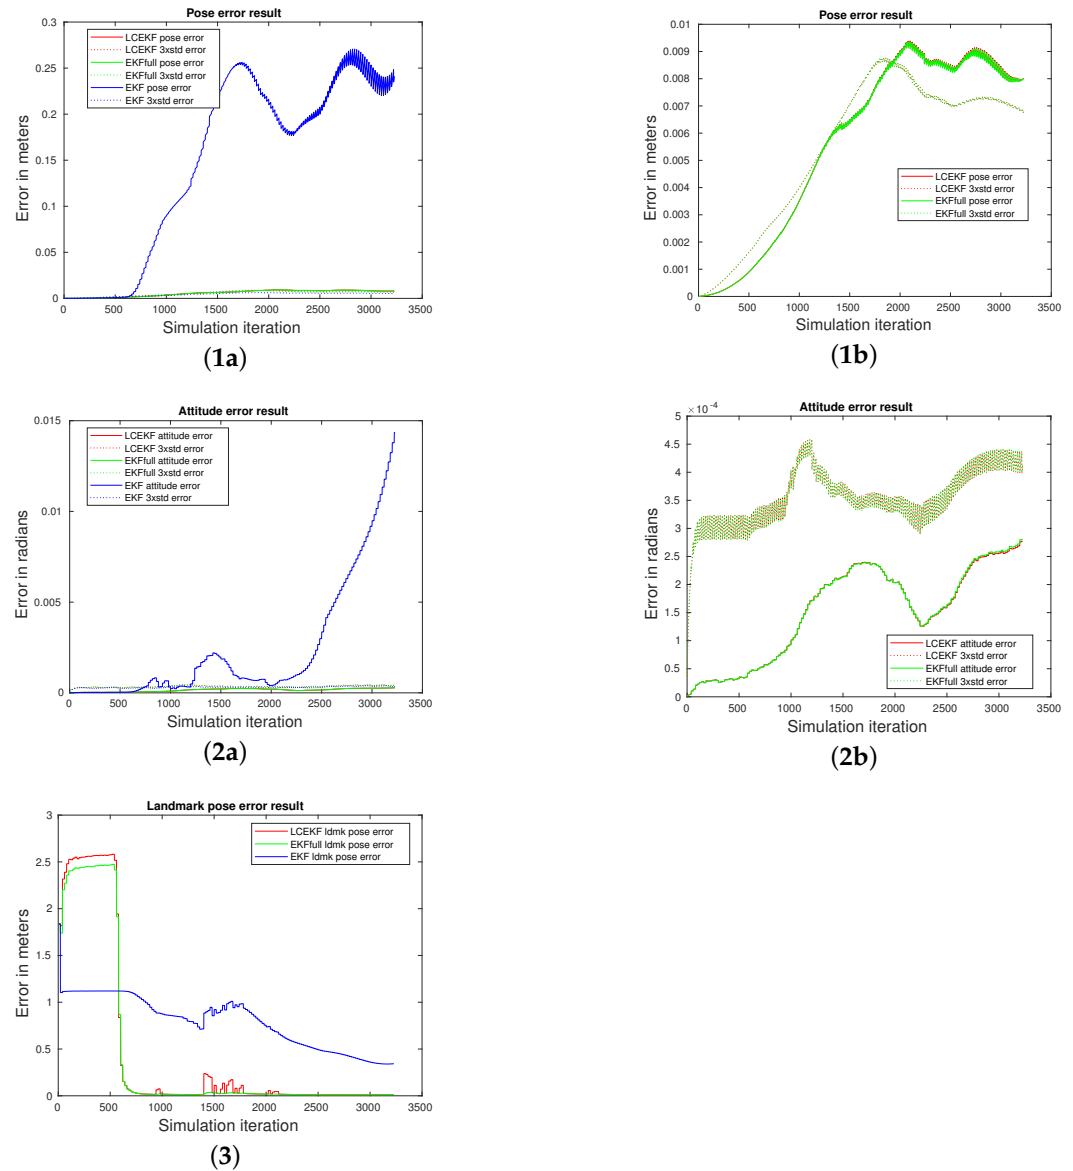 Pose error result
0.3
0.25
0.2
0.15
0.1
0.05
0
Error in meters
LCEKF pose error
LCEKF 3xstd error
EKFfull pose error
EKFfull 3xstd error
EKF pose error
EKF 3xstd error
0 500 1000 1500 2000 2500 3000 3500
Simulation iteration
(1a)
Pose error result
0.01
0.009
0.008
0.007
0.006
0.005
0.004
0.003
0.002
0.001
0
Error in meters
LCEKF pose error
LCEKF 3xstd error
EKFfull pose error
EKFfull 3xstd error
0 500 1000 1500 2000 2500 3000 3500
Simulation iteration
(1b)
Attitude error result
0.015
0.01
0.005
0
Error in radians
LCEKF attitude error
LCEKF 3xstd error
EKFfull attitude error
EKFfull 3xstd error
EKF attitude error
EKF 3xstd error
0 500 1000 1500 2000 2500 3000 3500
Simulation iteration
(2a)
Attitude error result
×10⁻⁴
5
4.5
4
3.5
3
2.5
2
1.5
1
0.5
0
Error in radians
LCEKF attitude error
LCEKF 3xstd error
EKFfull attitude error
EKFfull 3xstd error
0 500 1000 1500 2000 2500 3000 3500
Simulation iteration
(2b)
Landmark pose error result
3
2.5
2
1.5
1
0.5
0
Error in meters
LCEKF ldmk pose error
EKFfull ldmk pose error
EKF ldmk pose error
0 500 1000 1500 2000 2500 3000 3500
Simulation iteration
(3)